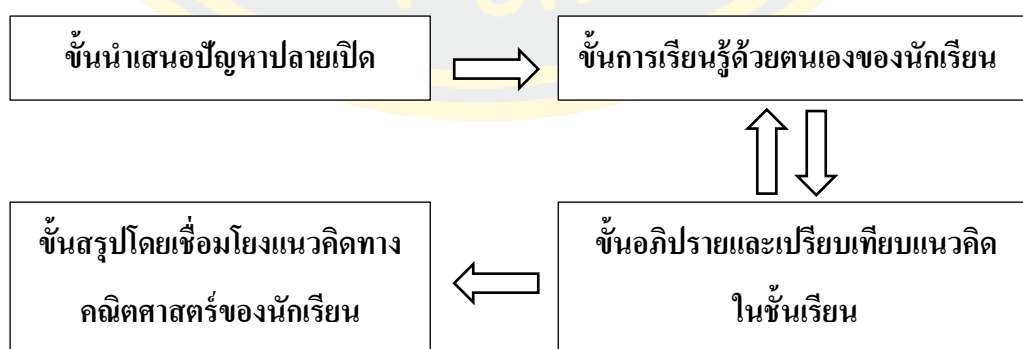 ขั้นนำเสนอปัญหาปลายเปิด
ขั้นการเรียนรู้ด้วยตนเองของนักเรียน
ขั้นอภิปรายและเปรียบเทียบแนวคิด
ในชั้นเรียน
ขั้นสรุปโดยเชื่อมโยงแนวคิดทาง
คณิตศาสตร์ของนักเรียน